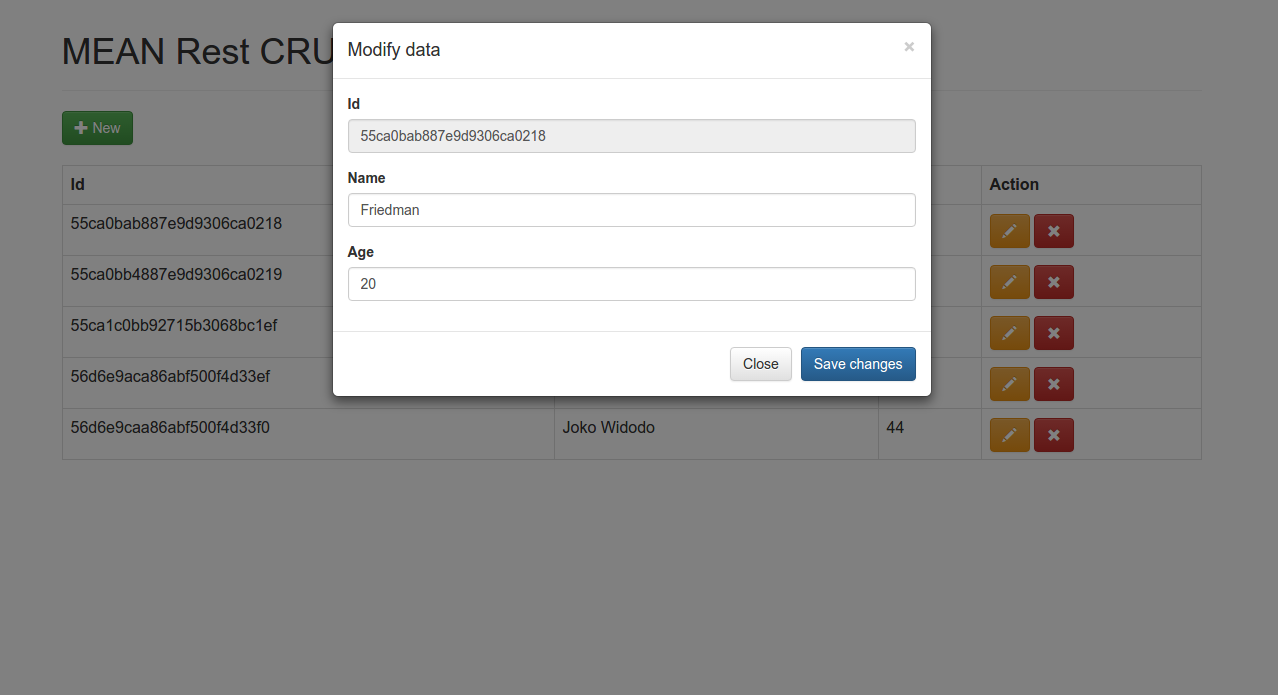 MEAN Rest CRU
Modify data
×
Id
55ca0bab887e9d9306ca0218
Name
Friedman
Age
20
Close
Save changes
New
Id
Action
55ca0bab887e9d9306ca0218
55ca0bb4887e9d9306ca0219
55ca1c0bb92715b3068bc1ef
56d6e9aca86abf500f4d33ef
56d6e9caa86abf500f4d33f0 Joko Widodo 44